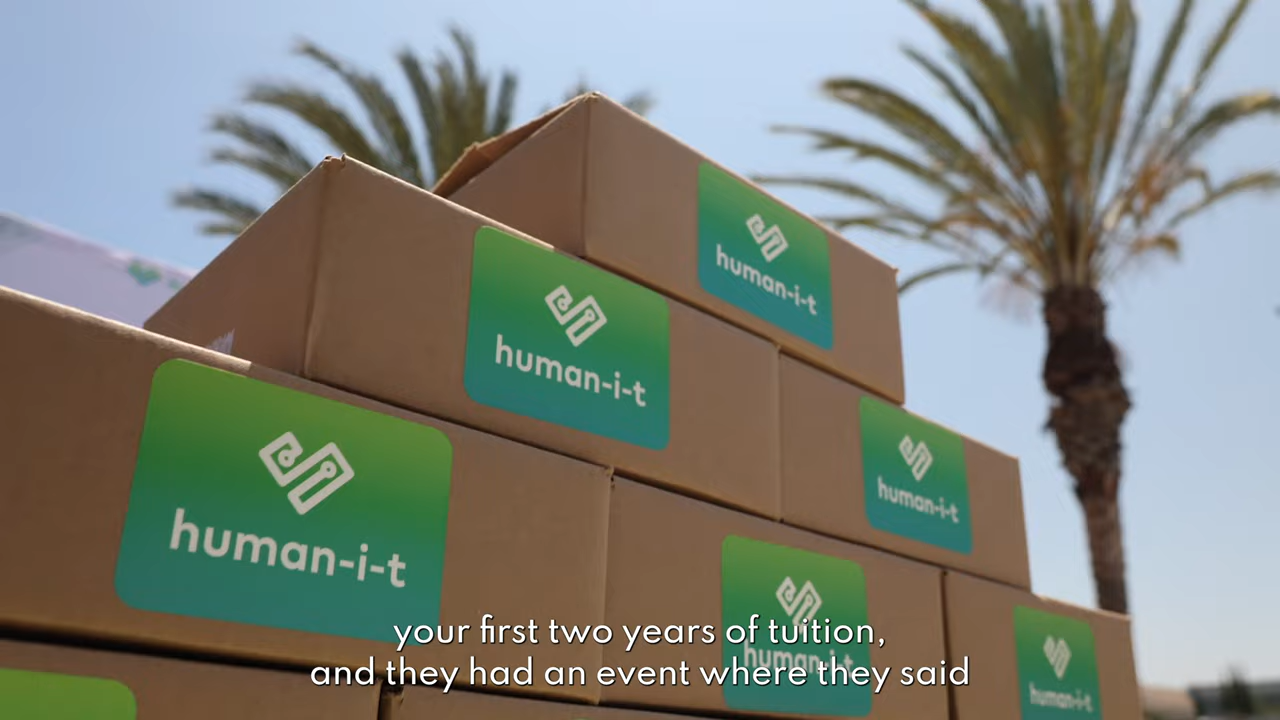 human-i-t
human-i-t
human-i-t
human-i-t
human-i-t
human-i-t
your first two years of tuition,
and they had an event where they said